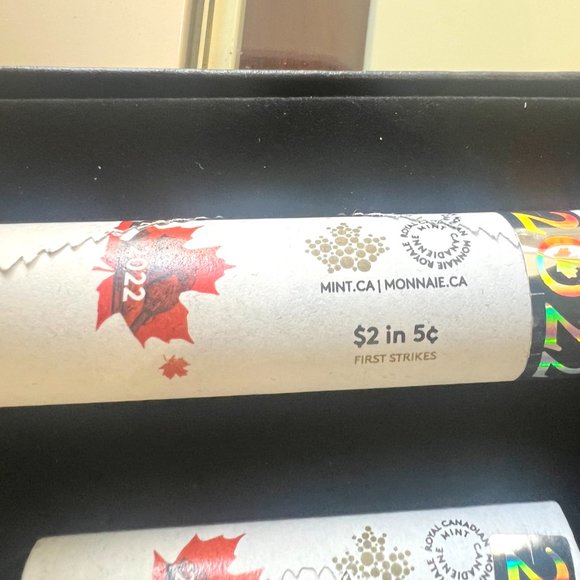 2022
ROYAL CANADIAN MINT MONNAIE ROYALE CANADIENNE
MINT.CA | MONNAIE.CA
$2 in 5¢
FIRST STRIKES
2022
ROYAL CANADIAN
MINT
2